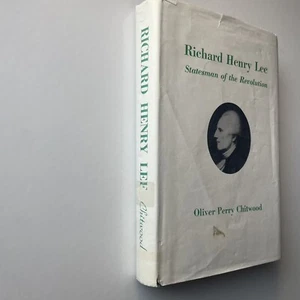 RICHARD HENRY LEE
Chitwood
Richard Henry Lee
Statesman of the Revolution
Oliver Perry Chitwood